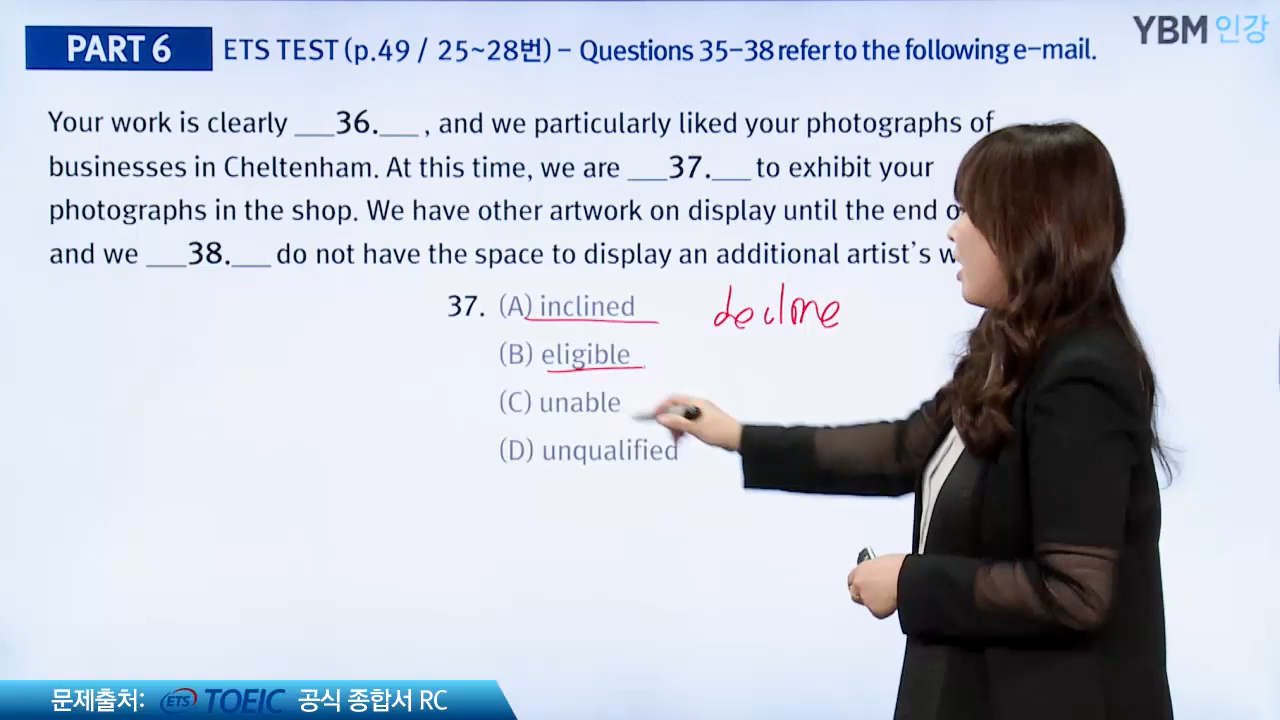 PART 6
ETS TEST (p.49 / 25~28번) – Questions 35–38 refer to the following e-mail.
YBM 인강
Your work is clearly ___36.___ , and we particularly liked your photographs of
businesses in Cheltenham. At this time, we are ___37.___ to exhibit your
photographs in the shop. We have other artwork on display until the end
and we ___38.___ do not have the space to display an additional artist's
37. (A) inclined
decline
(B) eligible
(C) unable
(D) unqualified
문제출처: ETS TOEIC 공식 종합서 RC